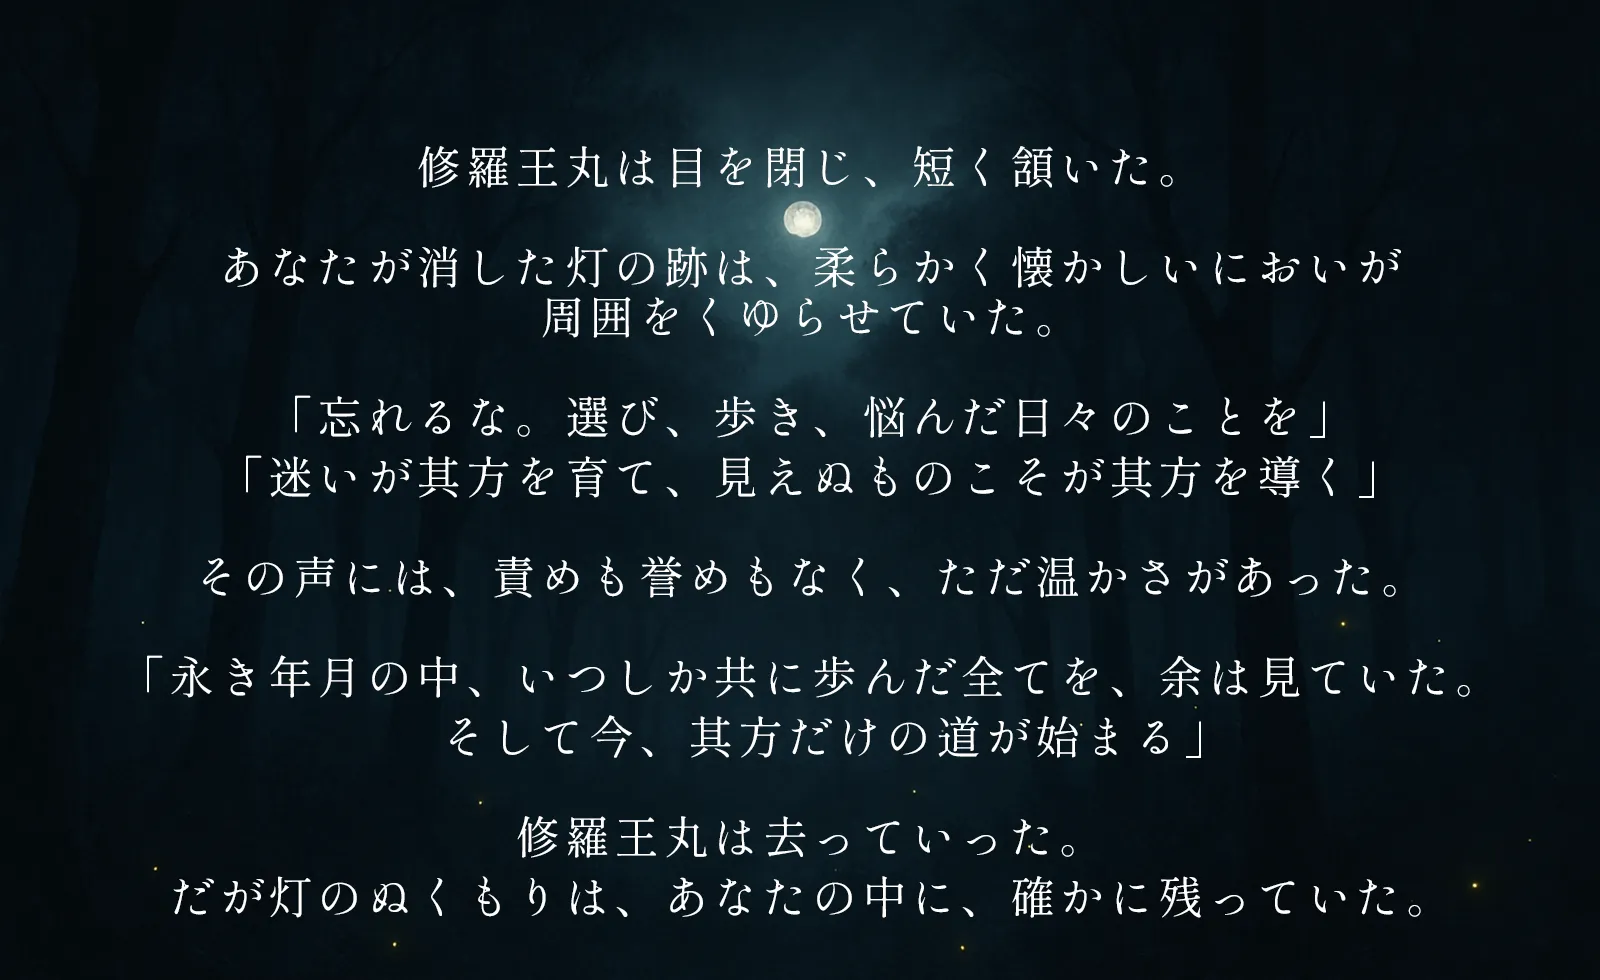 修羅王丸は目を閉じ、短く頷いた。
あなたが消した灯の跡は、柔らかく懐かしいにおいが
周囲をくゆらせていた。
「忘れるな。選び、歩き、悩んだ日々のことを」
「迷いが其方を育て、見えぬものこそが其方を導く」
その声には、責めも誉めもなく、ただ温かさがあった。
「永き年月の中、いつしか共に歩んだ全てを、余は見ていた。
そして今、其方だけの道が始まる」
修羅王丸は去っていった。
だが灯のぬくもりは、あなたの中に、確かに残っていた。